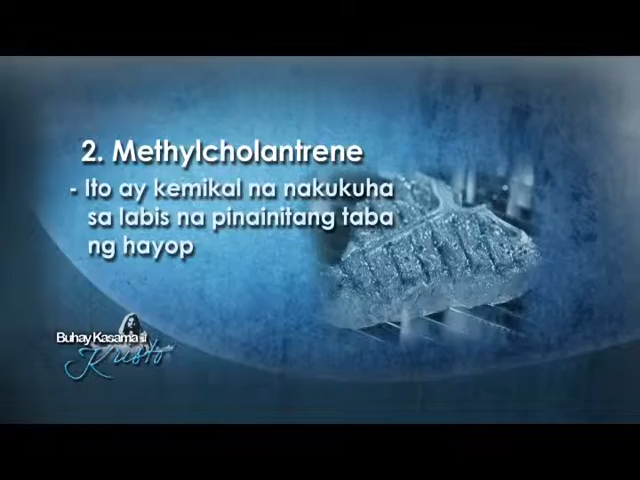 2. Methylcholantrene
- Ito ay kemikal na nakukuha
sa labis na pinainitang taba
ng hayop
Buhay Kasama si
Kristo